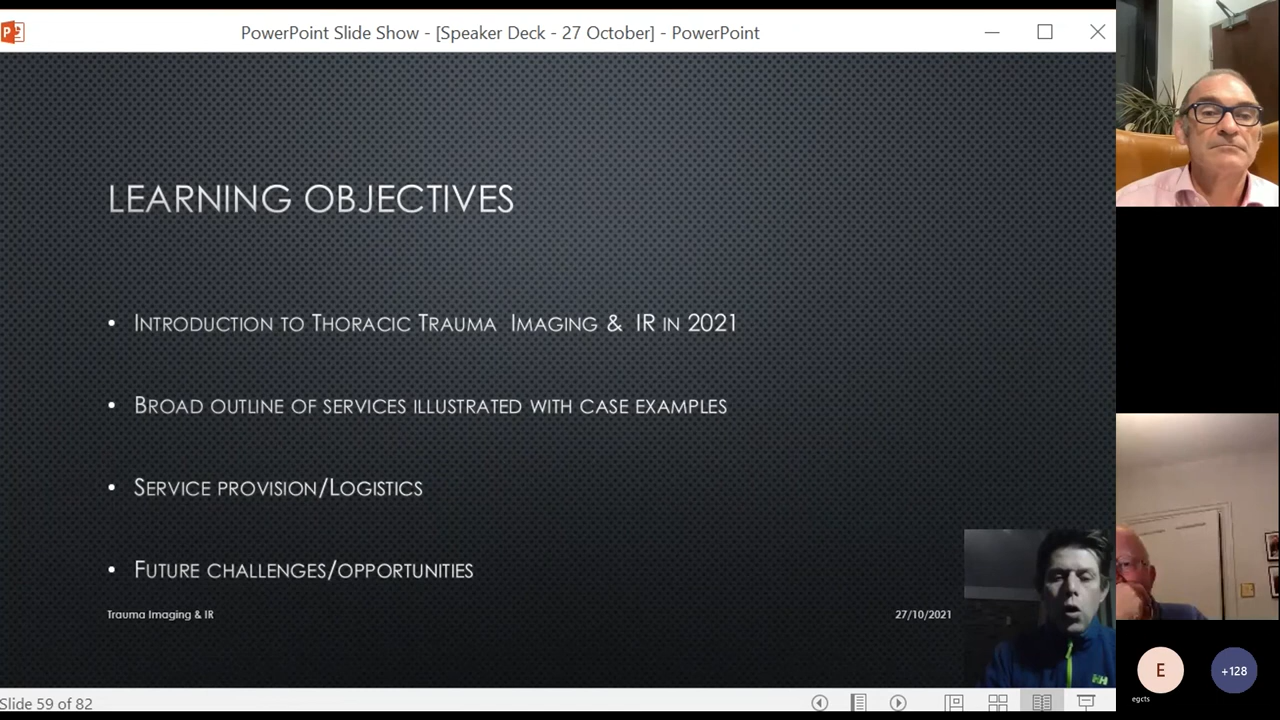 PowerPoint Slide Show - [Speaker Deck - 27 October] - PowerPoint
LEARNING OBJECTIVES
• INTRODUCTION TO THORACIC TRAUMA IMAGING & IR IN 2021
• BROAD OUTLINE OF SERVICES ILLUSTRATED WITH CASE EXAMPLES
• SERVICE PROVISION/LOGISTICS
• FUTURE CHALLENGES/OPPORTUNITIES
Trauma Imaging & IR
27/10/2021
HH
E
+128
egcts
Slide 59 of 82